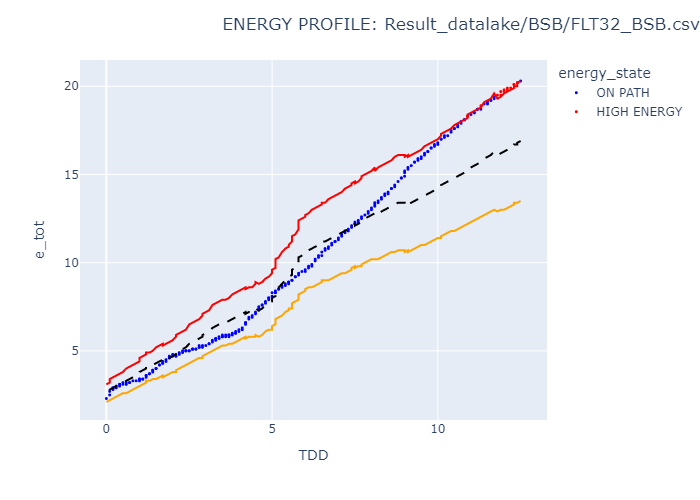 ENERGY PROFILE: Result_datalake/BSB/FLT32_BSB.csv
energy_state
ON PATH
HIGH ENERGY
e_tot
20
15
10
5
0
5
10
TDD